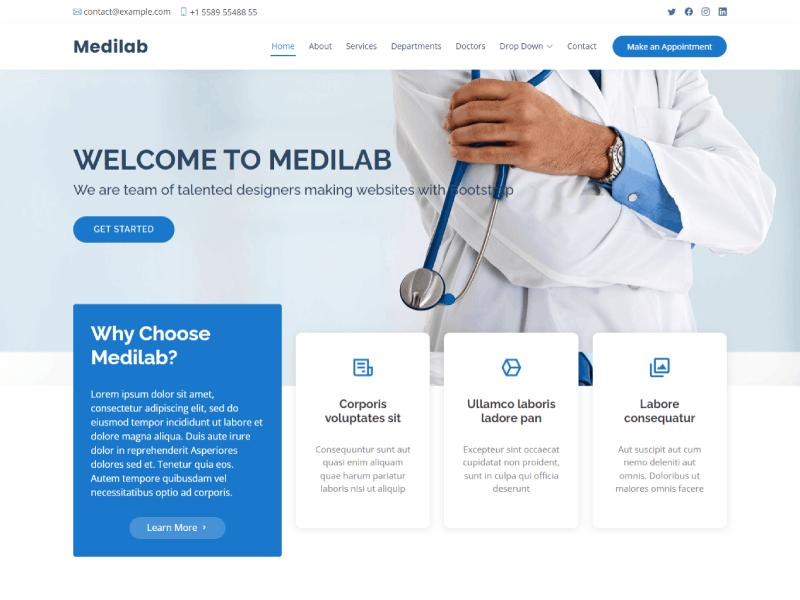 contact@example.com +1 5589 55488 55
Medilab Home About Services Departments Doctors Drop Down Contact Make an Appointment
WELCOME TO MEDILAB
We are team of talented designers making websites with Bootstrap
GET STARTED
Why Choose
Medilab?
Lorem ipsum dolor sit amet,
consectetur adipiscing elit, sed do
eiusmod tempor incididunt ut labore et
dolore magna aliqua. Duis aute irure
dolor in reprehenderit Asperiores
dolores sed et. Tenetur quia eos.
Autem tempore quibusdam vel
necessitatibus optio ad corporis.
Learn More
Corporis
voluptates sit
Consequuntur sunt aut
quasi enim aliquam
quae harum pariatur
laboris nisi ut aliquip
Ullamco laboris
ladore pan
Excepteur sint occaecat
cupidatat non proident,
sunt in culpa qui officia
deserunt
Labore
consequatur
Aut suscipit aut cum
nemo deleniti aut
omnis. Doloribus ut
maiores omnis facere